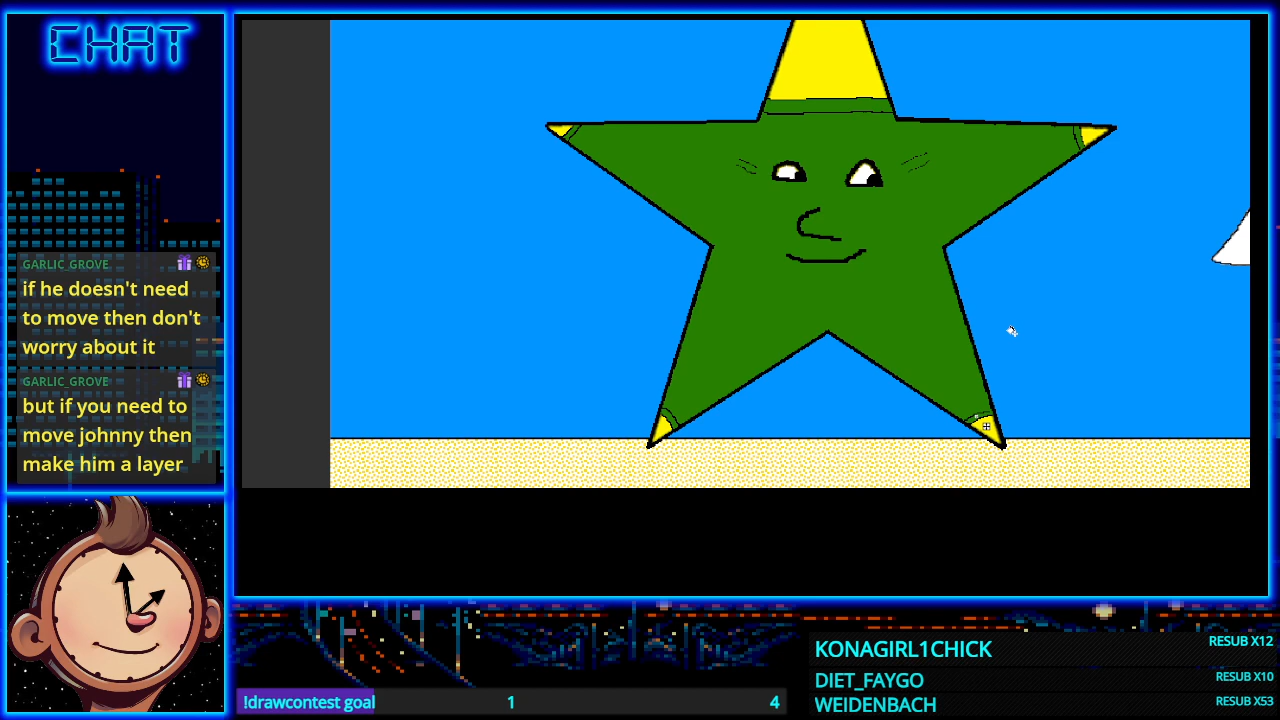 CHAT
GARLIC_GROVE
if he doesn't need
to move then don't
worry about it
GARLIC_GROVE
but if you need to
move johnny then
make him a layer
KONAGIRL1CHICK RESUB X12
DIET_FAYGO RESUB X10
WEIDENBACH RESUB X53
!drawcontest goal 1 4